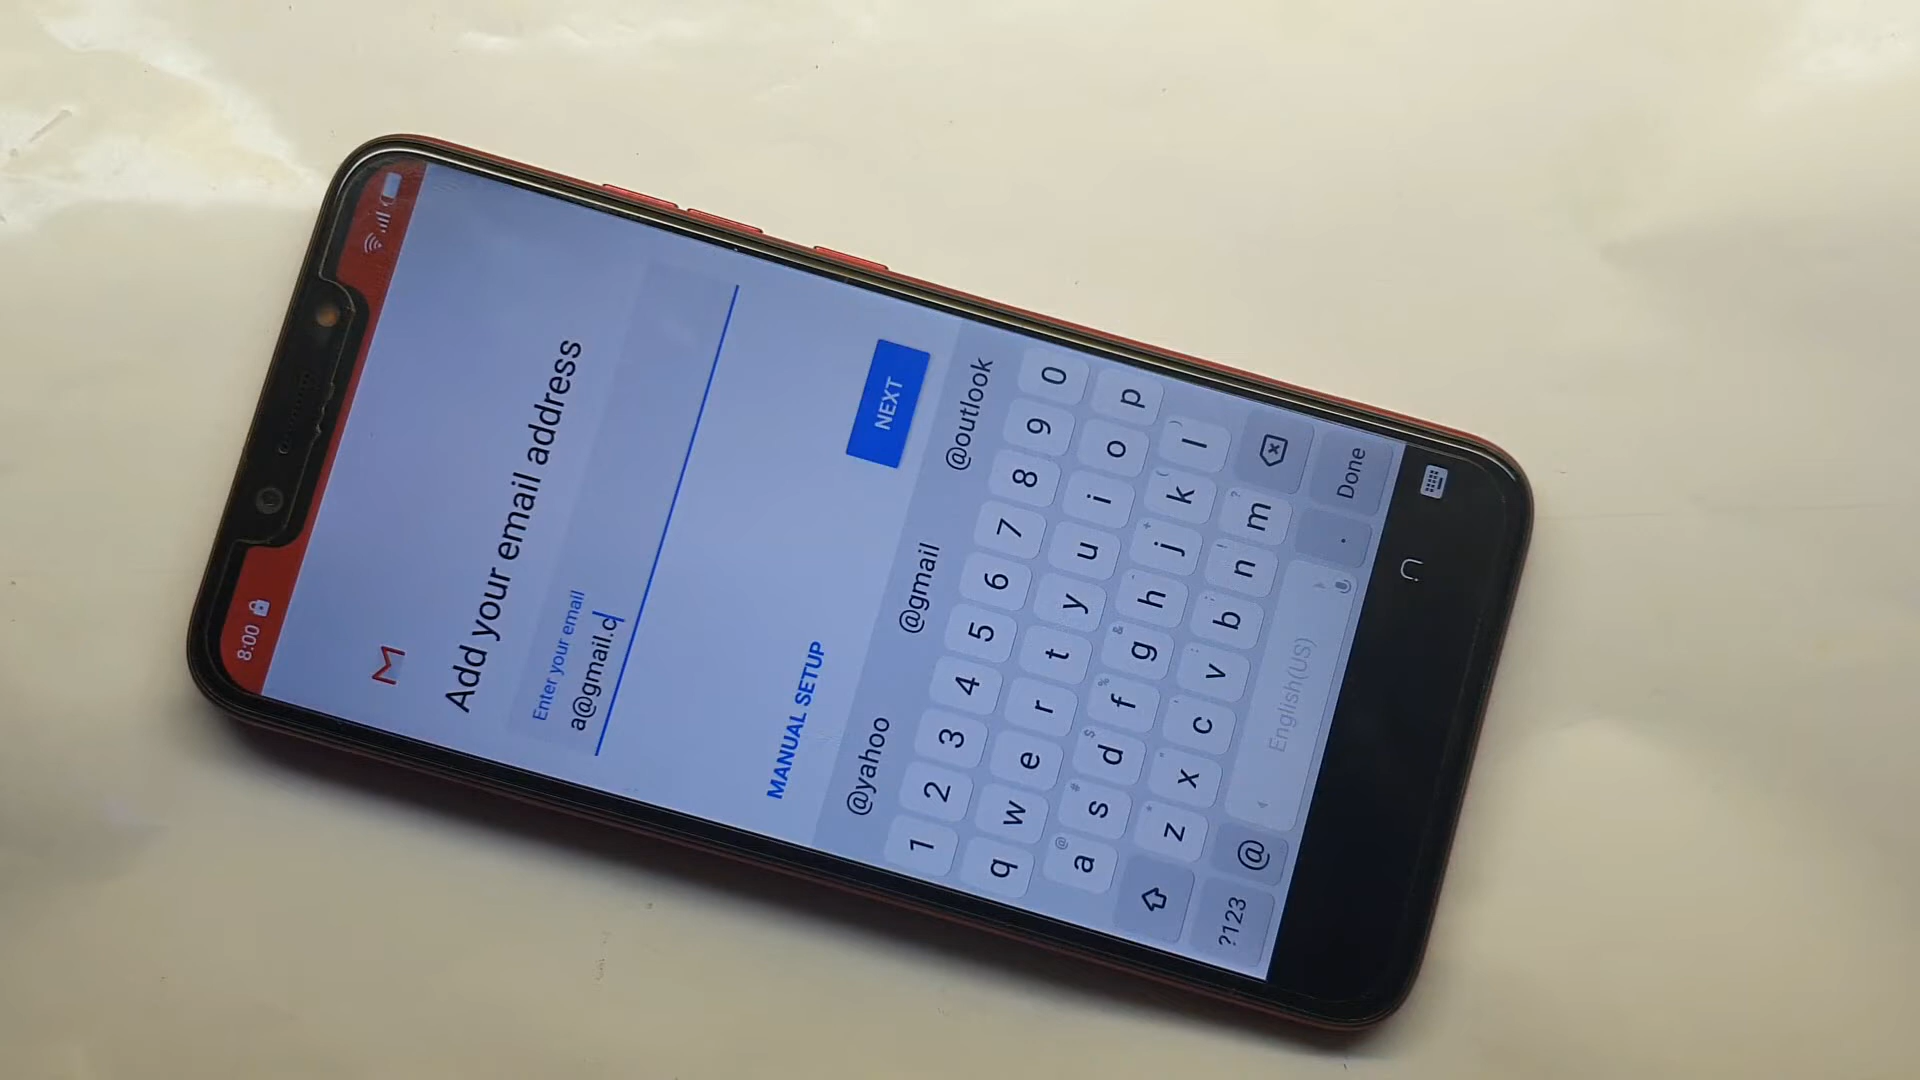 8:00
M
Add your email address
Enter your email
a@gmail.c
MANUAL SETUP
NEXT
@yahoo @gmail @outlook
1 2 3 4 5 6 7 8 9 0
q w e r t y u i o p
a s d f g h j k l
z x c v b n m
?123 @ English(US) . Done